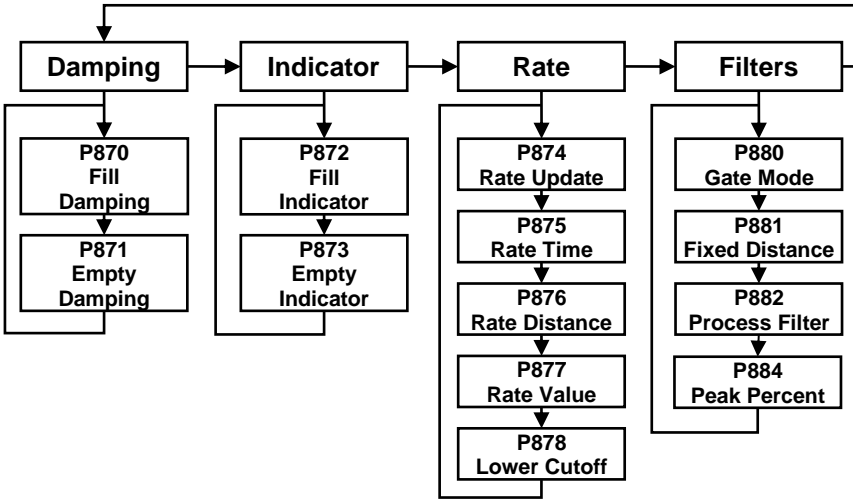 Damping
Indicator
Rate
Filters
P870
Fill
Damping
P871
Empty
Damping
P872
Fill
Indicator
P873
Empty
Indicator
P874
Rate Update
P875
Rate Time
P876
Rate Distance
P877
Rate Value
P878
Lower Cutoff
P880
Gate Mode
P881
Fixed Distance
P882
Process Filter
P884
Peak Percent